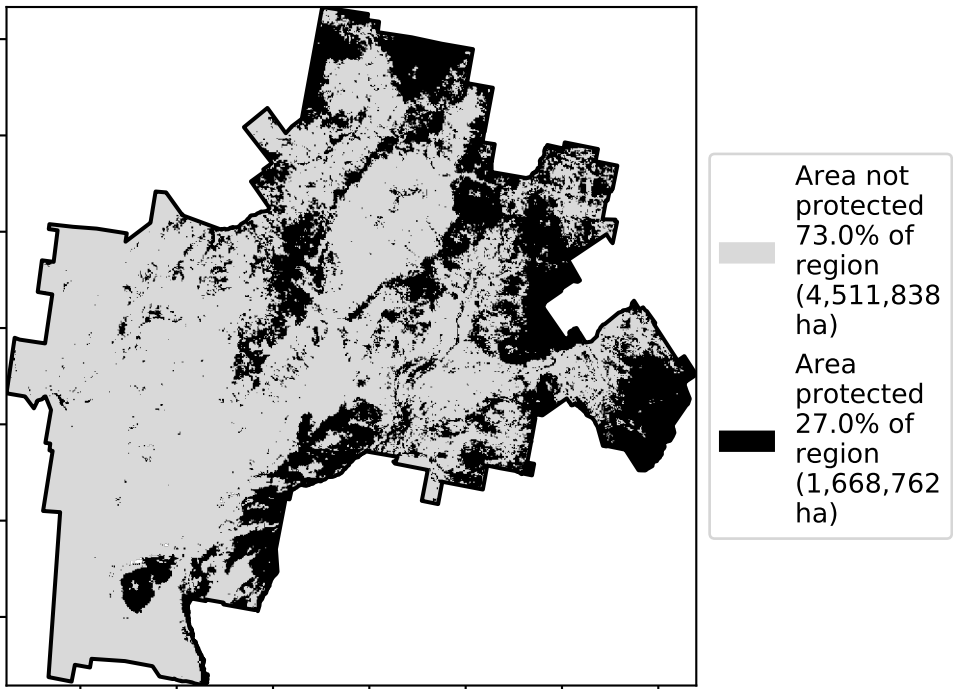 Area not
protected
73.0% of
region
(4,511,838
ha)
Area
protected
27.0% of
region
(1,668,762
ha)